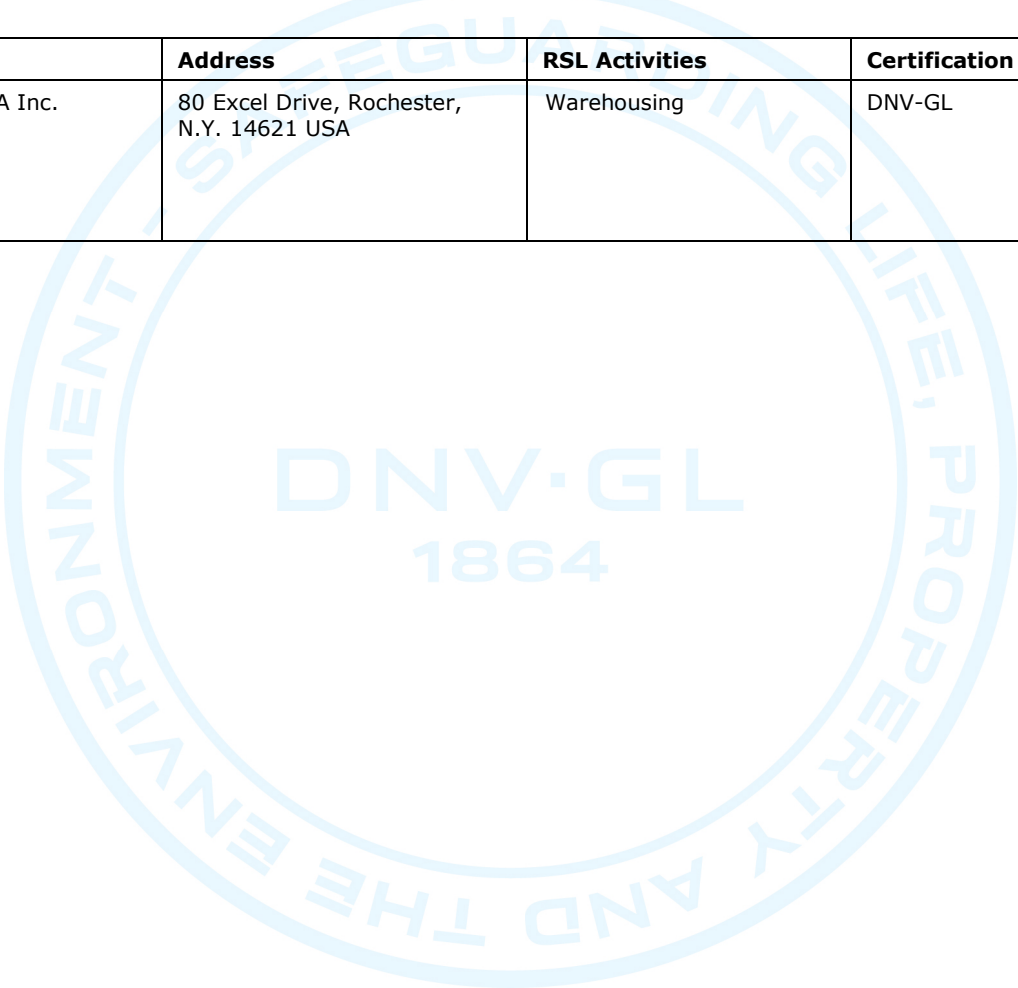 Address RSL Activities Certification
A Inc. 80 Excel Drive, Rochester, Warehousing DNV-GL
N.Y. 14621 USA
SAFEGUARDING LIFE, PROPERTY AND THE ENVIRONMENT -
DNV·GL
1864